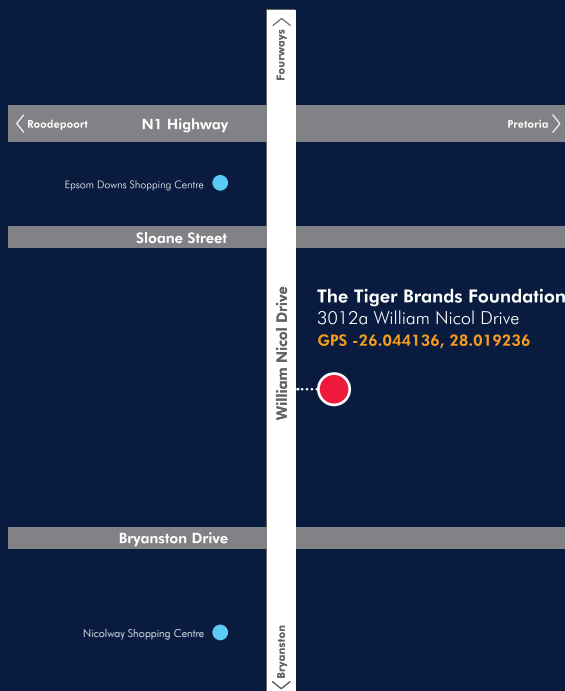 Fourways
Roodepoort
N1 Highway
Pretoria
Epsom Downs Shopping Centre
Sloane Street
William Nicol Drive
The Tiger Brands Foundation
3012a William Nicol Drive
GPS -26.044136, 28.019236
Bryanston Drive
Nicolway Shopping Centre
Bryanston